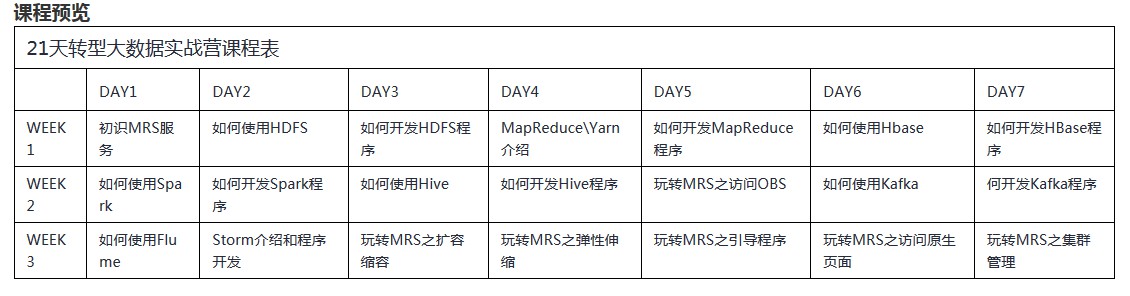 课程预览
21天转型大数据实战营课程表
DAY1 DAY2 DAY3 DAY4 DAY5 DAY6 DAY7
WEEK 初识MRS服 如何使用HDFS 如何开发HDFS程 MapReduce\Yarn 如何开发MapReduce 如何使用Hbase 如何开发HBase程
1 务 序 介绍 程序 序
WEEK 如何使用Spa 如何开发Spark程 如何使用Hive 如何开发Hive程序 玩转MRS之访问OBS 如何使用Kafka 何开发Kafka程序
2 rk 序
WEEK 如何使用Flu Storm介绍和程序 玩转MRS之扩容 玩转MRS之弹性伸 玩转MRS之引导程序 玩转MRS之访问原生 玩转MRS之集群
3 me 开发 缩容 缩 页面 管理